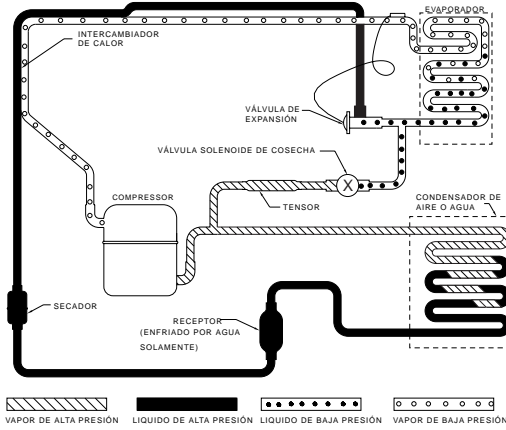 EVAPORADOR
INTERCAMBIADOR
DE CALOR
VÁLVULA DE
EXPANSIÓN
VÁLVULA SOLENOIDE DE COSECHA
X
COMPRESSOR
TENSOR
CONDENSADOR DE
AIRE O AGUA
SECADOR
RECEPTOR
(ENFRIADO POR AGUA
SOLAMENTE)
VAPOR DE ALTA PRESIÓN
LIQUIDO DE ALTA PRESIÓN
LIQUIDO DE BAJA PRESIÓN
VAPOR DE BAJA PRESIÓN